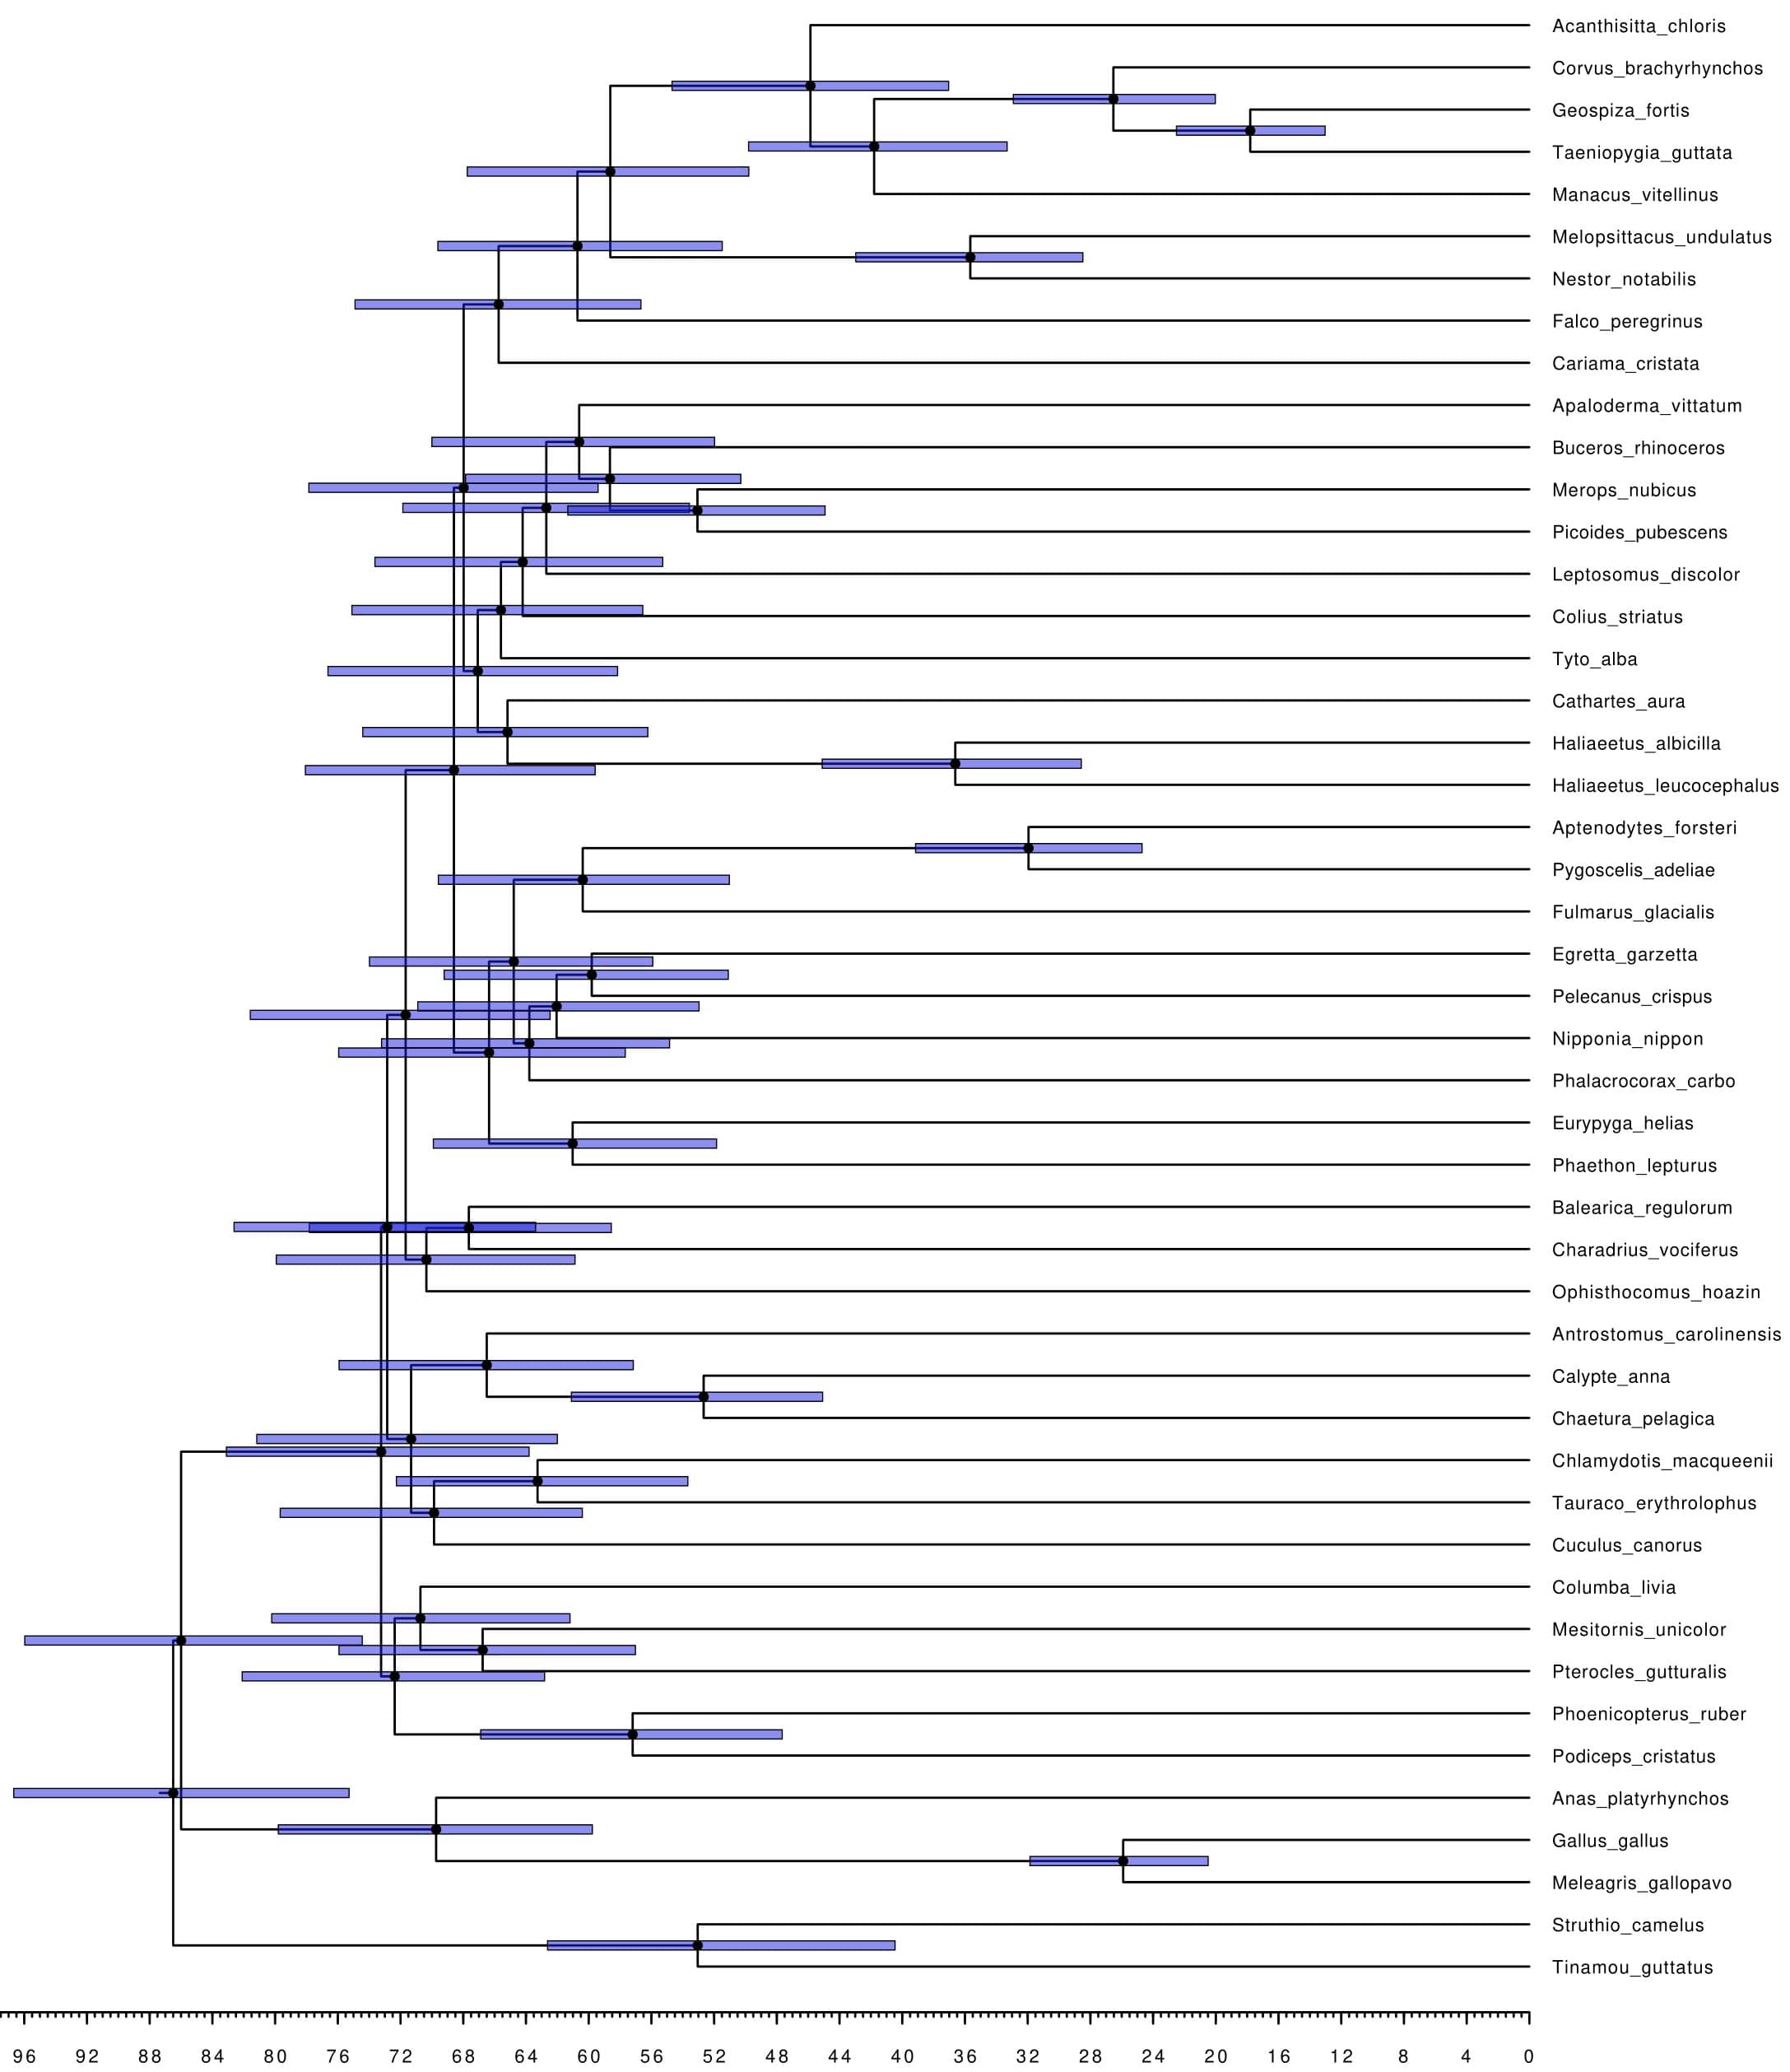 Acanthisitta_chloris
Corvus_brachyrhynchos
Geospiza_fortis
Taeniopygia_guttata
Manacus_vitellinus
Melopsittacus_undulatus
Nestor_notabilis
Falco_peregrinus
Cariama_cristata
Apaloderma_vittatum
Buceros_rhinoceros
Merops_nubicus
Picoides_pubescens
Leptosomus_discolor
Colius_striatus
Tyto_alba
Cathartes_aura
Haliaeetus_albicilla
Haliaeetus_leucocephalus
Aptenodytes_forsteri
Pygoscelis_adeliae
Fulmarus_glacialis
Egretta_garzetta
Pelecanus_crispus
Nipponia_nippon
Phalacrocorax_carbo
Eurypyga_helias
Phaethon_lepturus
Balearica_regulorum
Charadrius_vociferus
Ophisthocomus_hoazin
Antrostomus_carolinensis
Calypte_anna
Chaetura_pelagica
Chlamydotis_macqueenii
Tauraco_erythrolophus
Cuculus_canorus
Columba_livia
Mesitornis_unicolor
Pterocles_gutturalis
Phoenicopterus_ruber
Podiceps_cristatus
Anas_platyrhynchos
Gallus_gallus
Meleagris_gallopavo
Struthio_camelus
Tinamou_guttatus
96 92 88 84 80 76 72 68 64 60 56 52 48 44 40 36 32 28 24 20 16 12 8 4 0